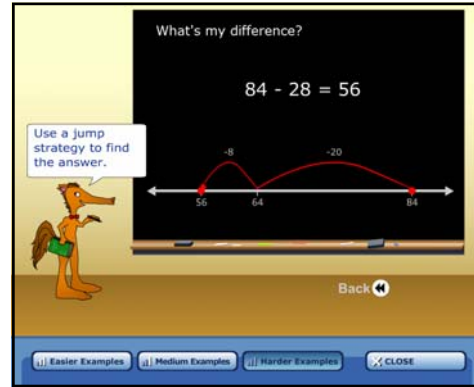 What's my difference?
84 - 28 = 56
Use a jump
strategy to find
the answer.
-8 -20
56 64 84
Back
Easier Examples Medium Examples Harder Examples CLOSE